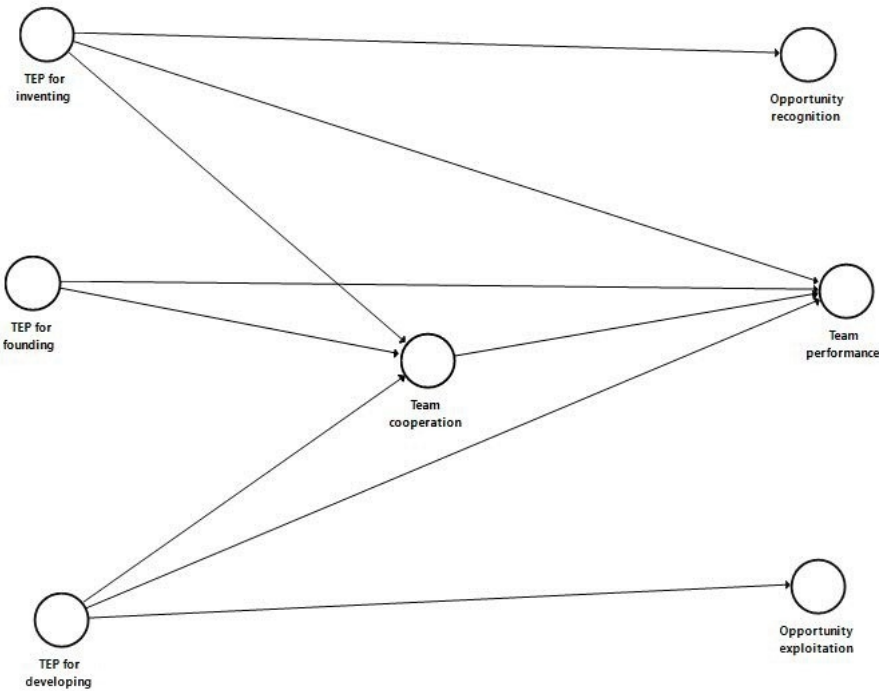 TEP for
inventing
Opportunity
recognition
TEP for
founding
Team
performance
Team
cooperation
Opportunity
exploitation
TEP for
developing